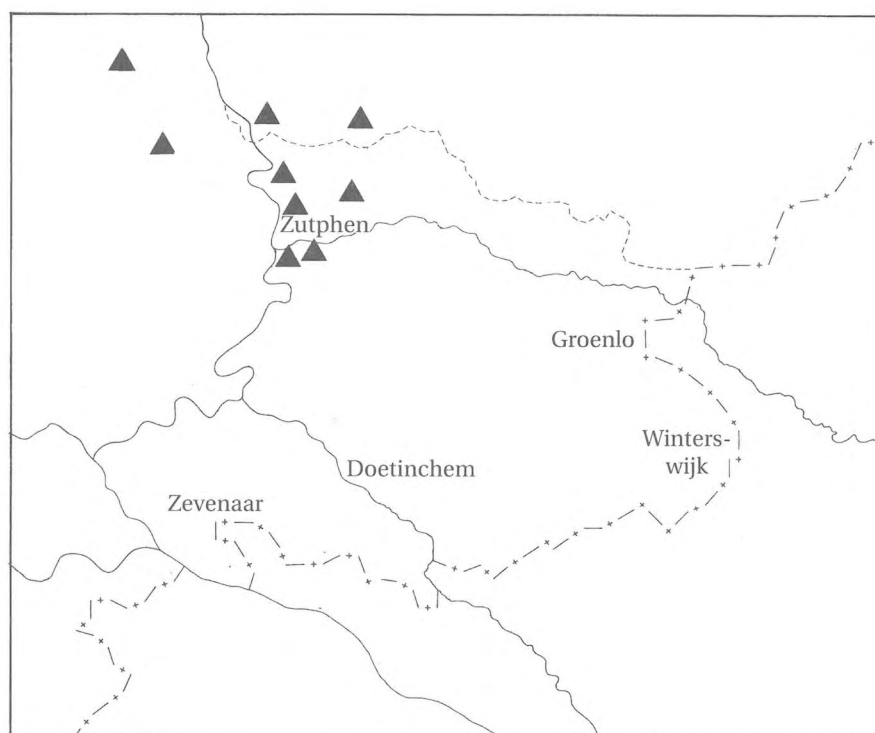 Zutphen
Groenlo
Winters-
wijk
Doetinchem
Zevenaar